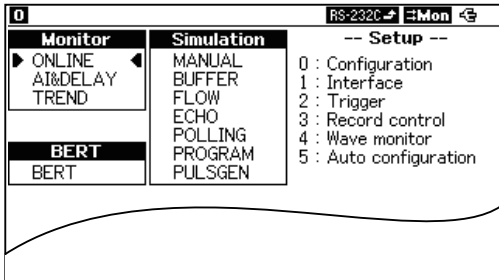 0
RS-232C Mon
Monitor
ONLINE
AI&DELAY
TREND
BERT
BERT
Simulation
MANUAL
BUFFER
FLOW
ECHO
POLLING
PROGRAM
PULSGEN
-- Setup --
0 : Configuration
1 : Interface
2 : Trigger
3 : Record control
4 : Wave monitor
5 : Auto configuration